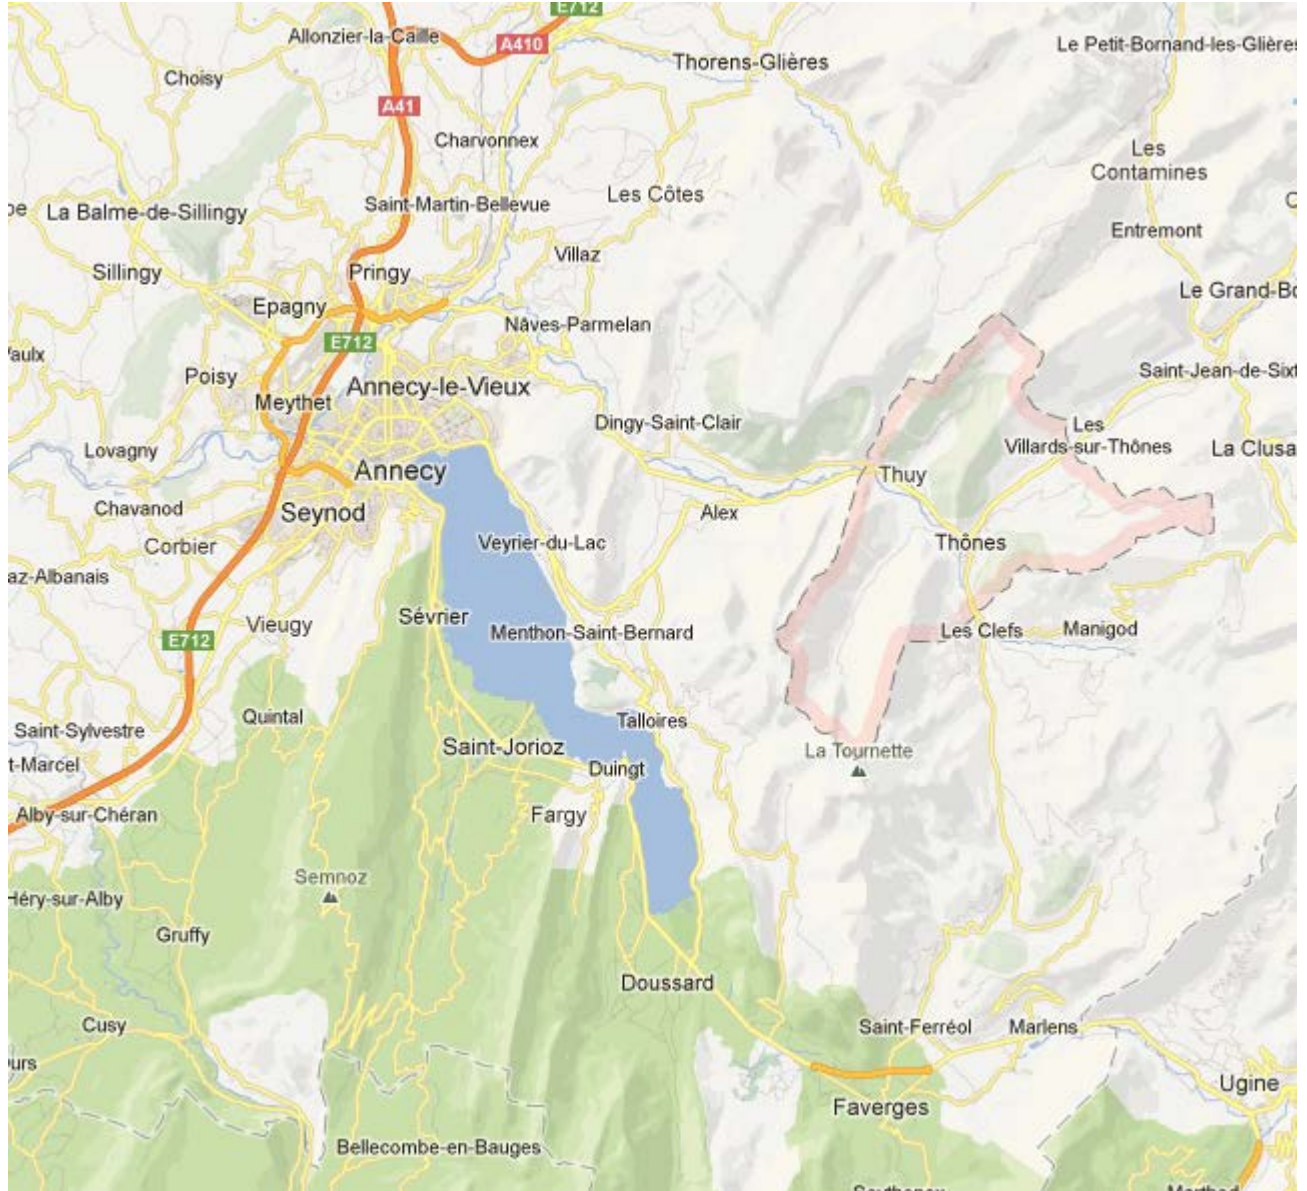 E712
Allonzier-la-Caille
A410
Le Petit-Bornand-les-Glières
Thorens-Glières
Choisy
A41
Charvonnex
Les
Contamines
Saint-Martin-Bellevue
Les Côtes
La Balme-de-Sillingy
Entremont
Villaz
Sillingy
Pringy
Le Grand-Bo
Epagny
Nâves-Parmelan
E712
Vaulx
Saint-Jean-de-Sixt
Poisy
Annecy-le-Vieux
Meythet
Dingy-Saint-Clair
Les
Villards-sur-Thônes
Lovagny
La Clusa
Annecy
Thuy
Chavanod
Seynod
Alex
Corbier
Veyrier-du-Lac
Thônes
az-Albanais
Sévrier
Vieugy
E712
Menthon-Saint-Bernard
Les Clefs
Manigod
Quintal
Talloires
Saint-Sylvestre
Saint-Jorioz
La Tournette
t-Marcel
Duingt
Alby-sur-Chéran
Fargy
Semnoz
Héry-sur-Alby
Gruffy
Doussard
Cusy
Saint-Ferréol
Marlens
urs
Ugine
Faverges
Bellecombe-en-Bauges